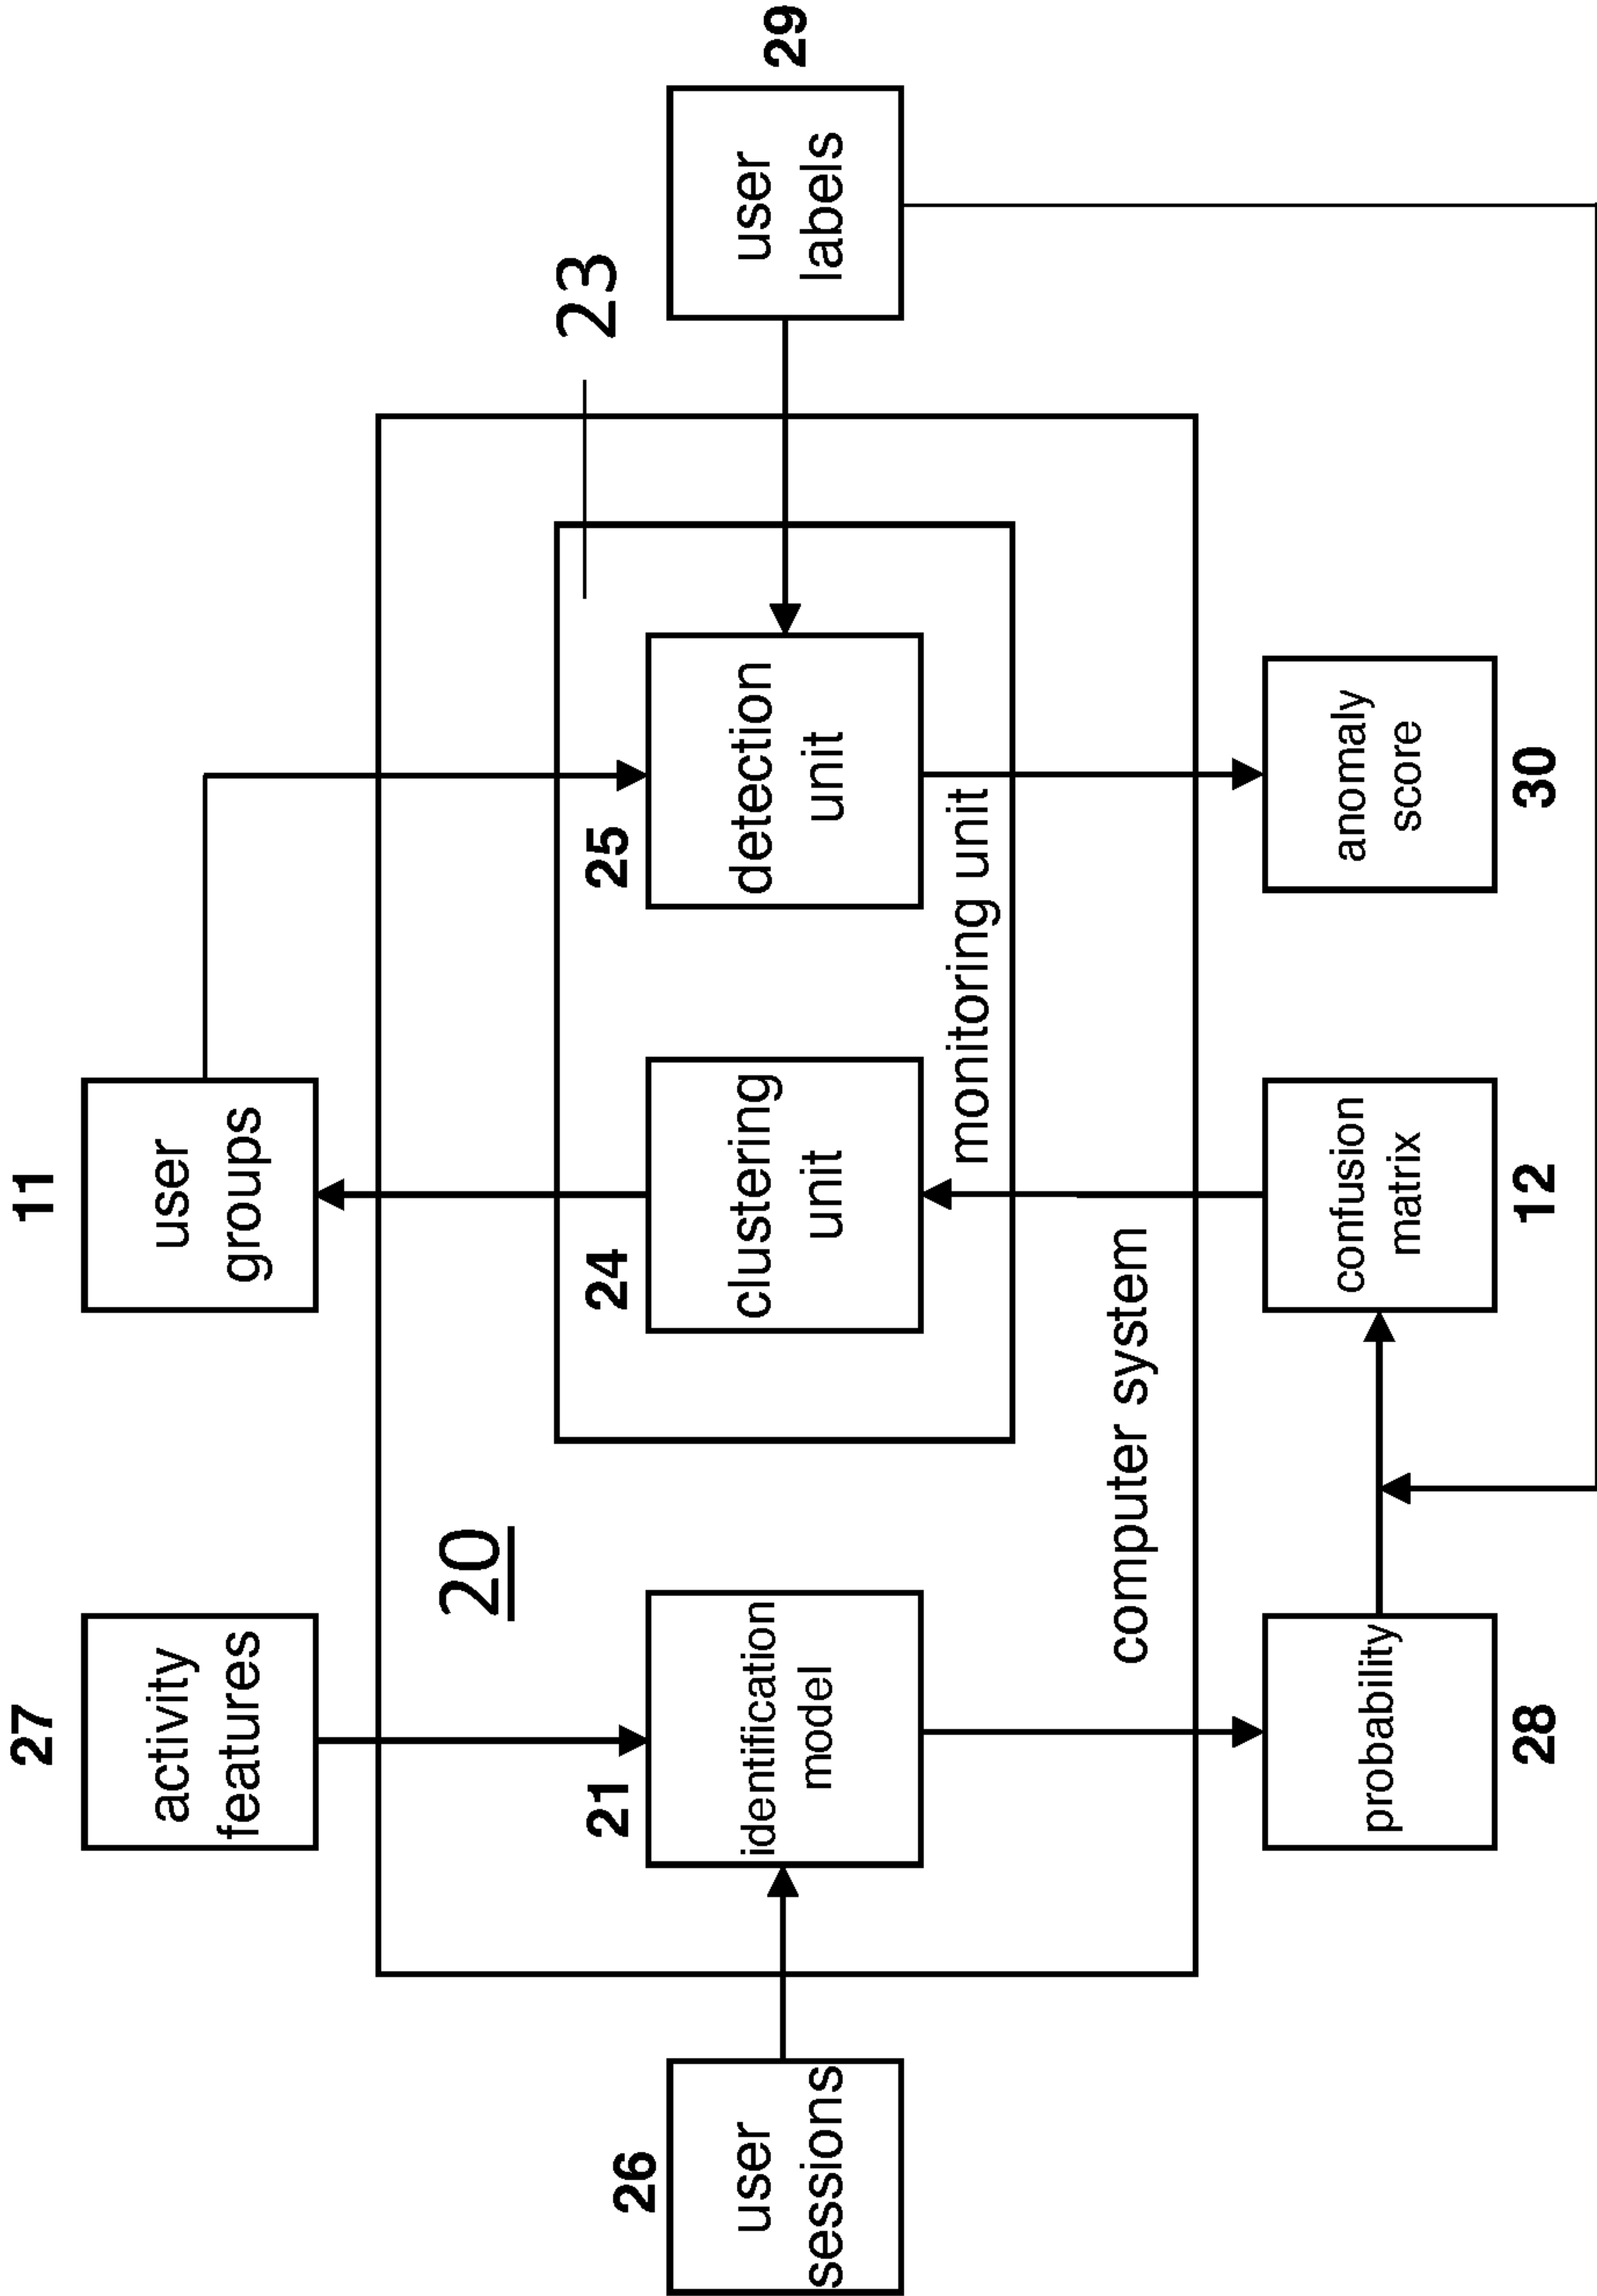 27
activity
features
11
user
groups
20
23
21
identification
model
24
clustering
unit
25
detection
unit
monitoring unit
computer system
26
user
sessions
user
labels
29
probability
28
confusion
matrix
12
anomaly
score
30